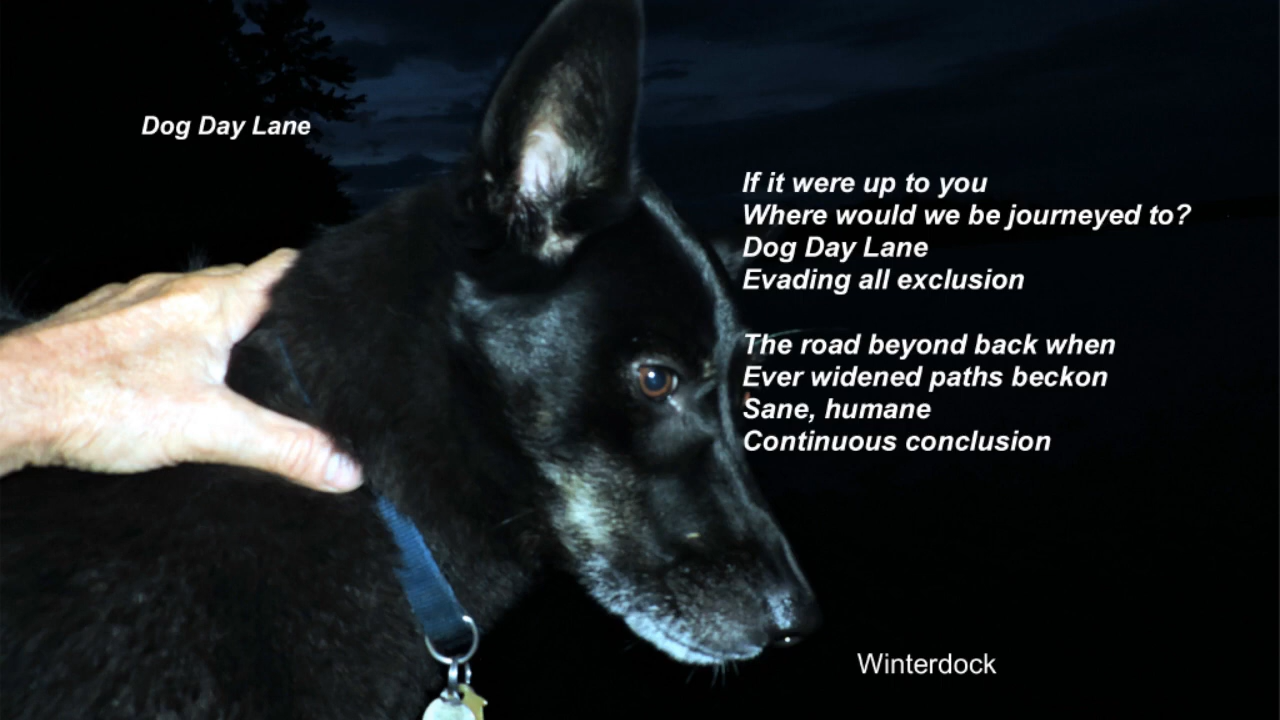 Dog Day Lane
If it were up to you
Where would we be journeyed to?
Dog Day Lane
Evading all exclusion
The road beyond back when
Ever widened paths beckon
Sane, humane
Continuous conclusion
Winterdock